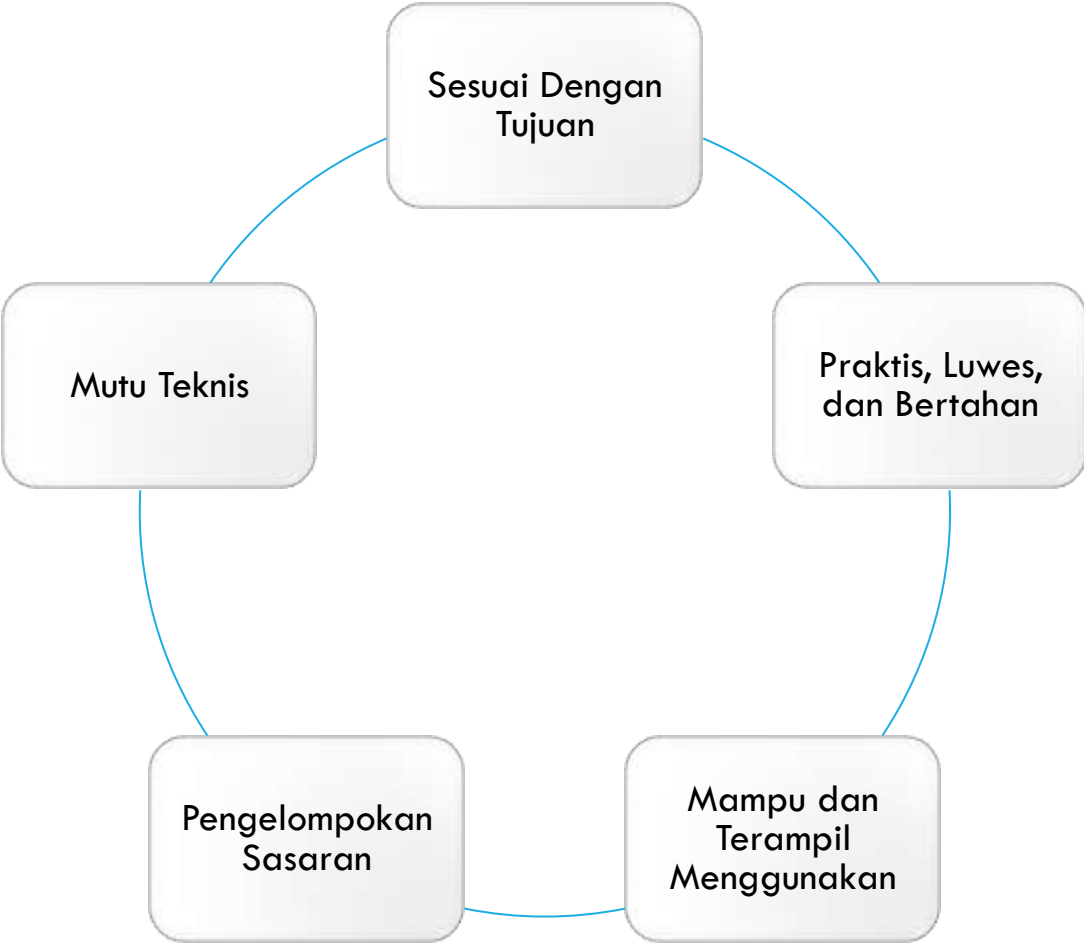 Sesuai Dengan
Tujuan
Praktis, Luwes,
dan Bertahan
Mampu dan
Terampil
Menggunakan
Pengelompokan
Sasaran
Mutu Teknis